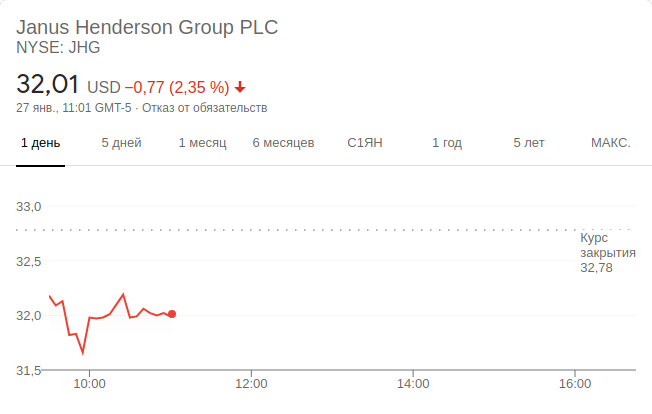 Janus Henderson Group PLC
NYSE: JHG
32,01 USD −0,77 (2,35 %)
27 янв., 11:01 GMT-5 · Отказ от обязательств
1 день 5 дней 1 месяц 6 месяцев С1ЯН 1 год 5 лет МАКС.
33,0
Курс
закрытия
32,78
32,5
32,0
31,5
10:00 12:00 14:00 16:00